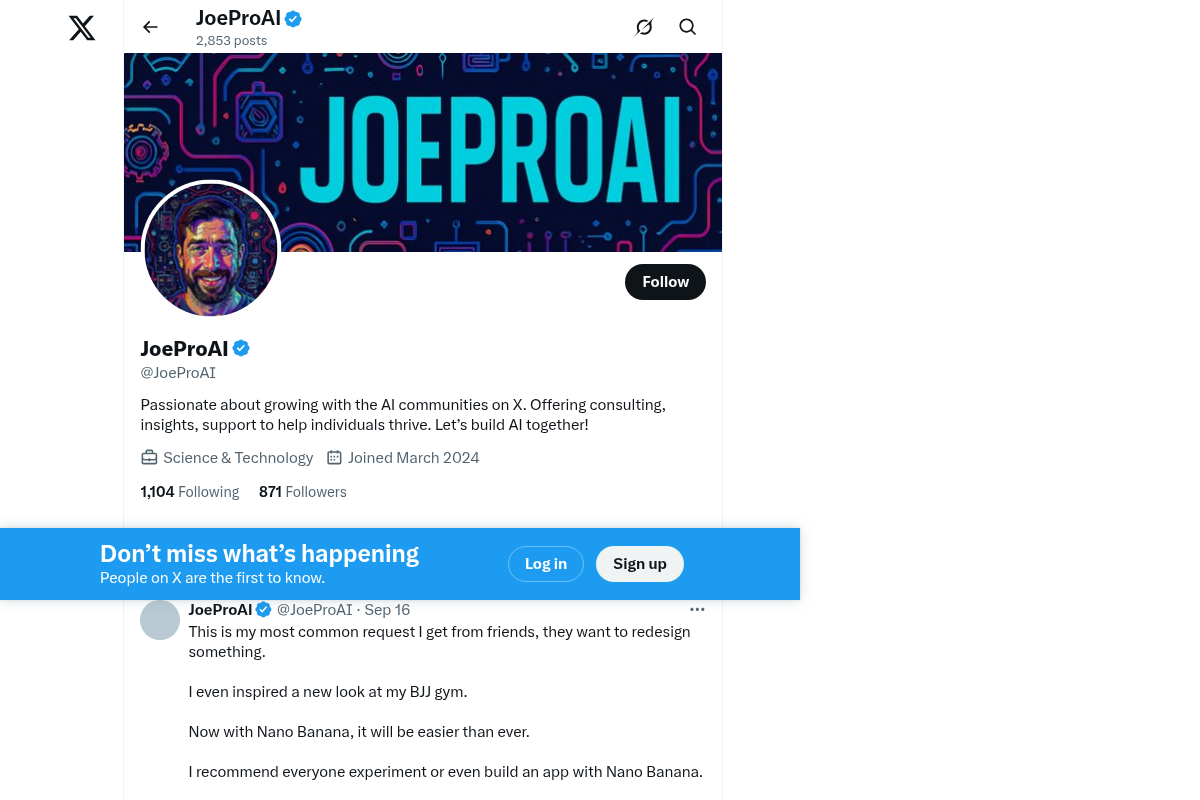 JoeProAI
2,853 posts
JOEPROAI
Follow
JoeProAI
@JoeProAI
Passionate about growing with the AI communities on X. Offering consulting,
insights, support to help individuals thrive. Let’s build AI together!
Science & Technology Joined March 2024
1,104 Following 871 Followers
Don’t miss what’s happening
People on X are the first to know.
Log in
Sign up
JoeProAI @JoeProAI · Sep 16
This is my most common request I get from friends, they want to redesign
something.
I even inspired a new look at my BJJ gym.
Now with Nano Banana, it will be easier than ever.
I recommend everyone experiment or even build an app with Nano Banana.